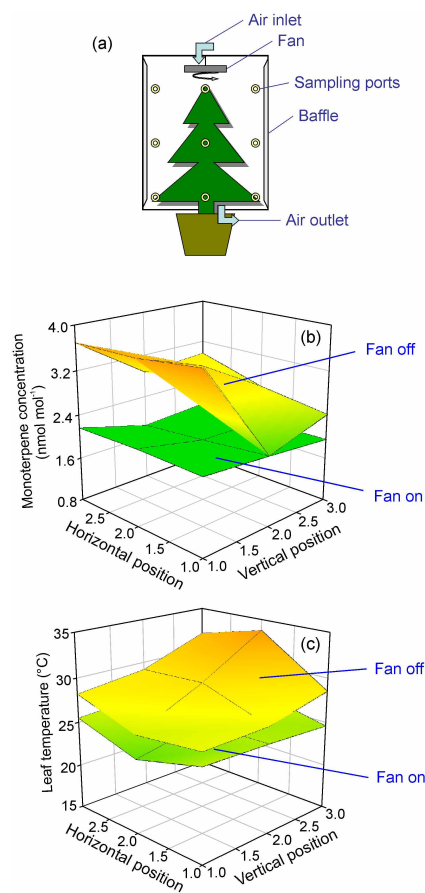 (a)
Air inlet
Fan
Sampling ports
Baffle
Air outlet
(b)
Monoterpene concentration
(nmol mol⁻¹)
4.0
3.2
2.4
1.6
0.8
Fan off
Fan on
2.5
2.0
1.5
1.0
Horizontal position
1.0
1.5
2.0
2.5
3.0
Vertical position
(c)
Leaf temperature (°C)
35
30
25
20
15
Fan off
Fan on
2.5
2.0
1.5
1.0
Horizontal position
1.0
1.5
2.0
2.5
3.0
Vertical position